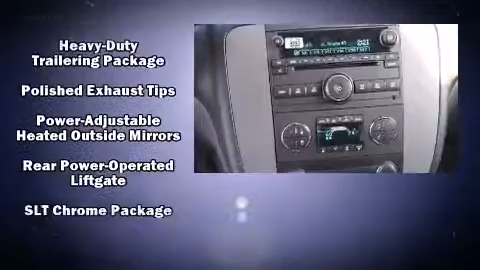 Heavy-Duty
Trailering Package
Polished Exhaust Tips
Power-Adjustable
Heated Outside Mirrors
Rear Power-Operated
Liftgate
SLT Chrome Package